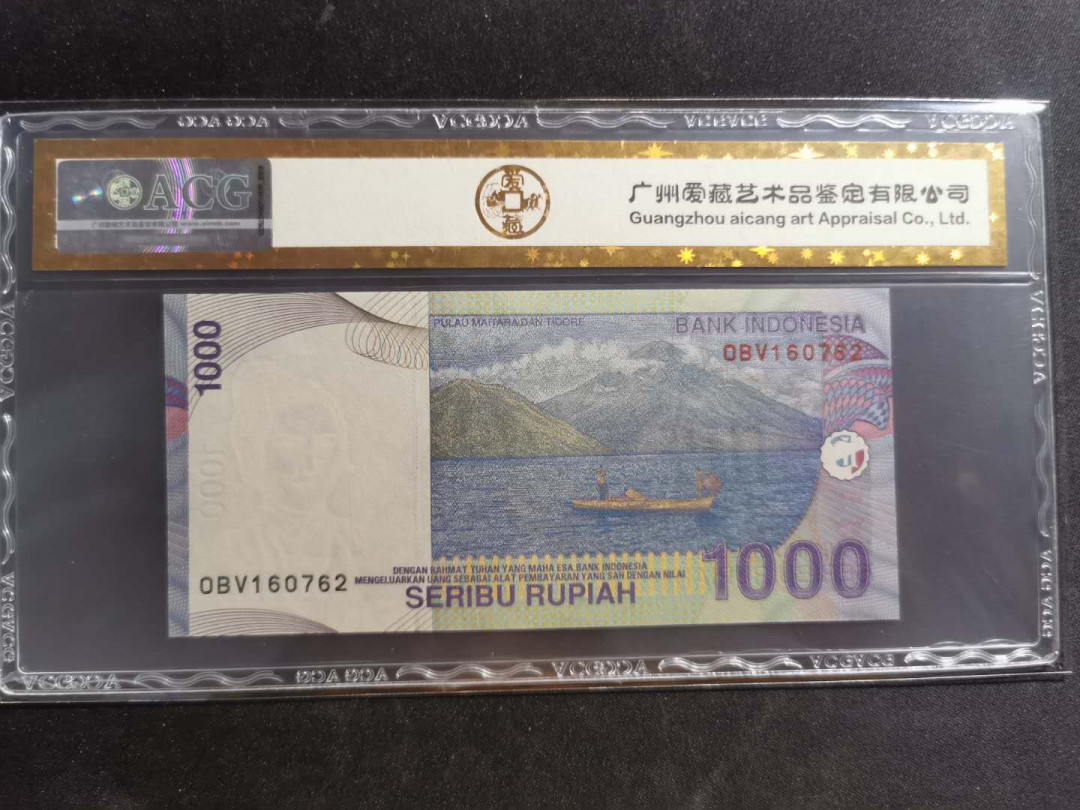 ACG
爱藏
广州爱藏艺术品鉴定有限公司
Guangzhou aicang art Appraisal Co., Ltd.
1000
PULAU MAITARA DAN TIDORE
BANK INDONESIA
OBV160762
DENGAN RAHMAT TUHAN YANG MAHA ESA BANK INDONESIA
MENGELUARKAN UANG SEBAGAI ALAT PEMBAYARAN YANG SAH DENGAN NILAI
OBV160762
SERIBU RUPIAH
1000